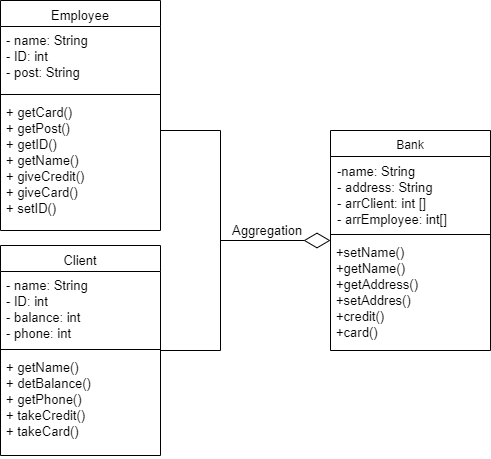 Employee
- name: String
- ID: int
- post: String
+ getCard()
+ getPost()
+ getID()
+ getName()
+ giveCredit()
+ giveCard()
+ setID()
Client
- name: String
- ID: int
- balance: int
- phone: int
+ getName()
+ detBalance()
+ getPhone()
+ takeCredit()
+ takeCard()
Aggregation
Bank
-name: String
- address: String
- arrClient: int []
- arrEmployee: int[]
+setName()
+getName()
+getAddress()
+setAddres()
+credit()
+card()